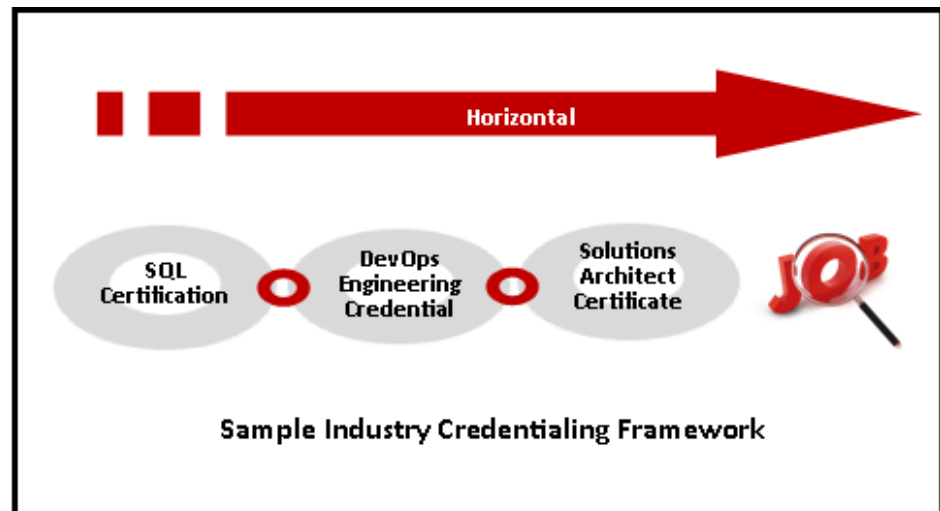 Horizontal
SQL
Certification
DevOps
Engineering
Credential
Solutions
Architect
Certificate
JOB
Sample Industry Credentialing Framework